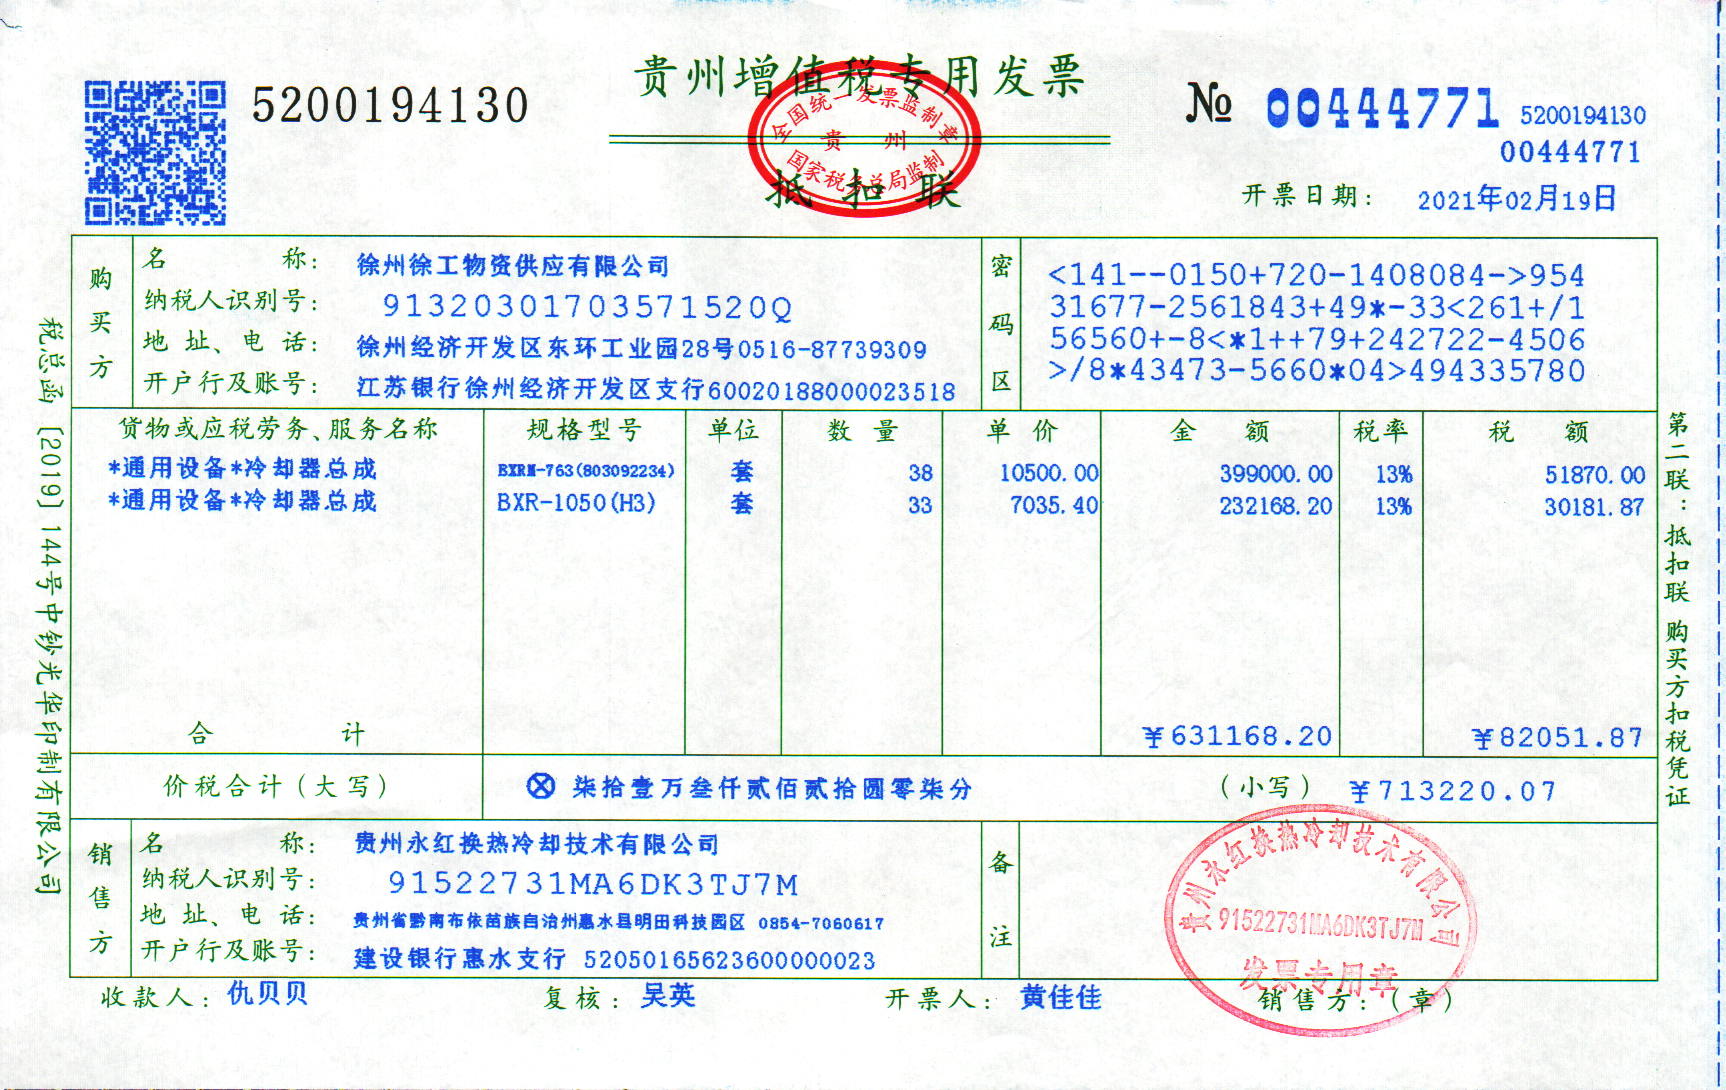 贵州增值税专用发票
5200194130
№ 00444771 5200194130
00444771
全国统一发票监制章
贵 州
国家税务总局监制
抵扣联
开票日期: 2021年02月19日
税总函〔2019〕144号中钞光华印制有限公司
购买方
名 称: 徐州徐工物资供应有限公司
纳税人识别号: 91320301703571520Q
地址、电话: 徐州经济开发区东环工业园28号0516-87739309
开户行及账号: 江苏银行徐州经济开发区支行60020188000023518
密码区
<141--0150+720-1408084->954
31677-2561843+49*-33<261+/1
56560+-8<*1++79+242722-4506
>/8*43473-5660*04>494335780
货物或应税劳务、服务名称 规格型号 单位 数量 单价 金额 税率 税额
*通用设备*冷却器总成 BXRM-763(803092234) 套 38 10500.00 399000.00 13% 51870.00
*通用设备*冷却器总成 BXR-1050(H3) 套 33 7035.40 232168.20 13% 30181.87
合计 ¥631168.20 ¥82051.87
价税合计(大写) ⊗柒拾壹万叁仟贰佰贰拾圆零柒分 (小写) ¥713220.07
销售方
名 称: 贵州永红换热冷却技术有限公司
纳税人识别号: 91522731MA6DK3TJ7M
地址、电话: 贵州省黔南布依苗族自治州惠水县明田科技园区 0854-7060617
开户行及账号: 建设银行惠水支行 52050165623600000023
备注
贵州永红换热冷却技术有限公司
91522731MA6DK3TJ7M
发票专用章
收款人: 仇贝贝 复核: 吴英 开票人: 黄佳佳 销售方:(章)
第二联:抵扣联 购买方扣税凭证